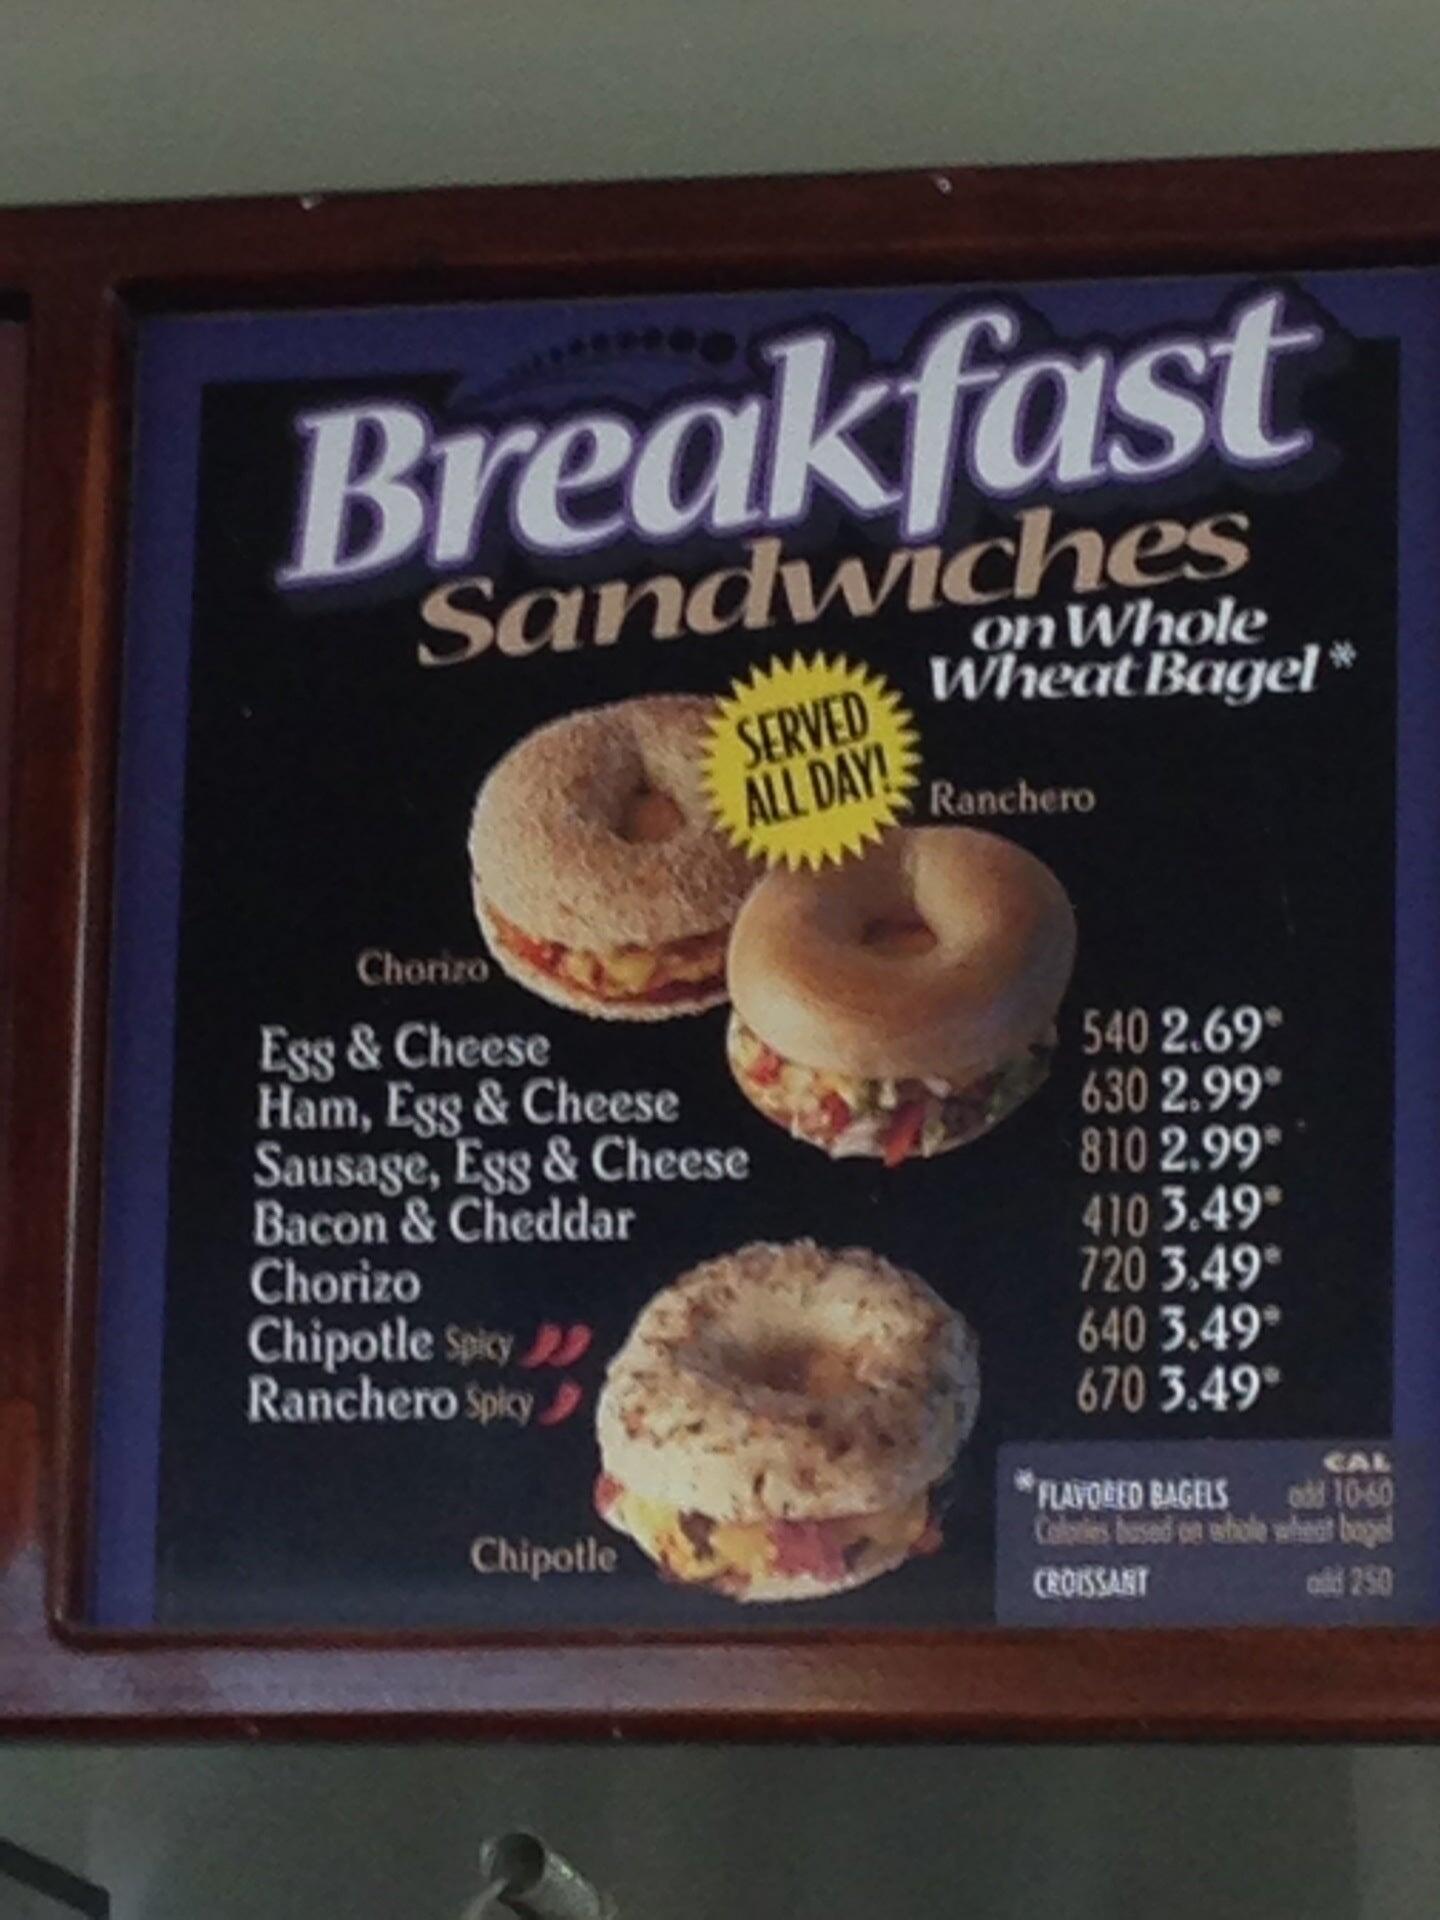 Breakfast
Sandwiches
on Whole
Wheat Bagel*
SERVED
ALL DAY!
Ranchero
Chorizo
Egg & Cheese 540 2.69*
Ham, Egg & Cheese 630 2.99*
Sausage, Egg & Cheese 810 2.99*
Bacon & Cheddar 410 3.49*
Chorizo 720 3.49*
Chipotle Spicy 640 3.49*
Ranchero Spicy 670 3.49*
Chipotle
CAL
*FLAVORED BAGELS add 10-60
Calories based on whole wheat bagel
CROISSANT add 250